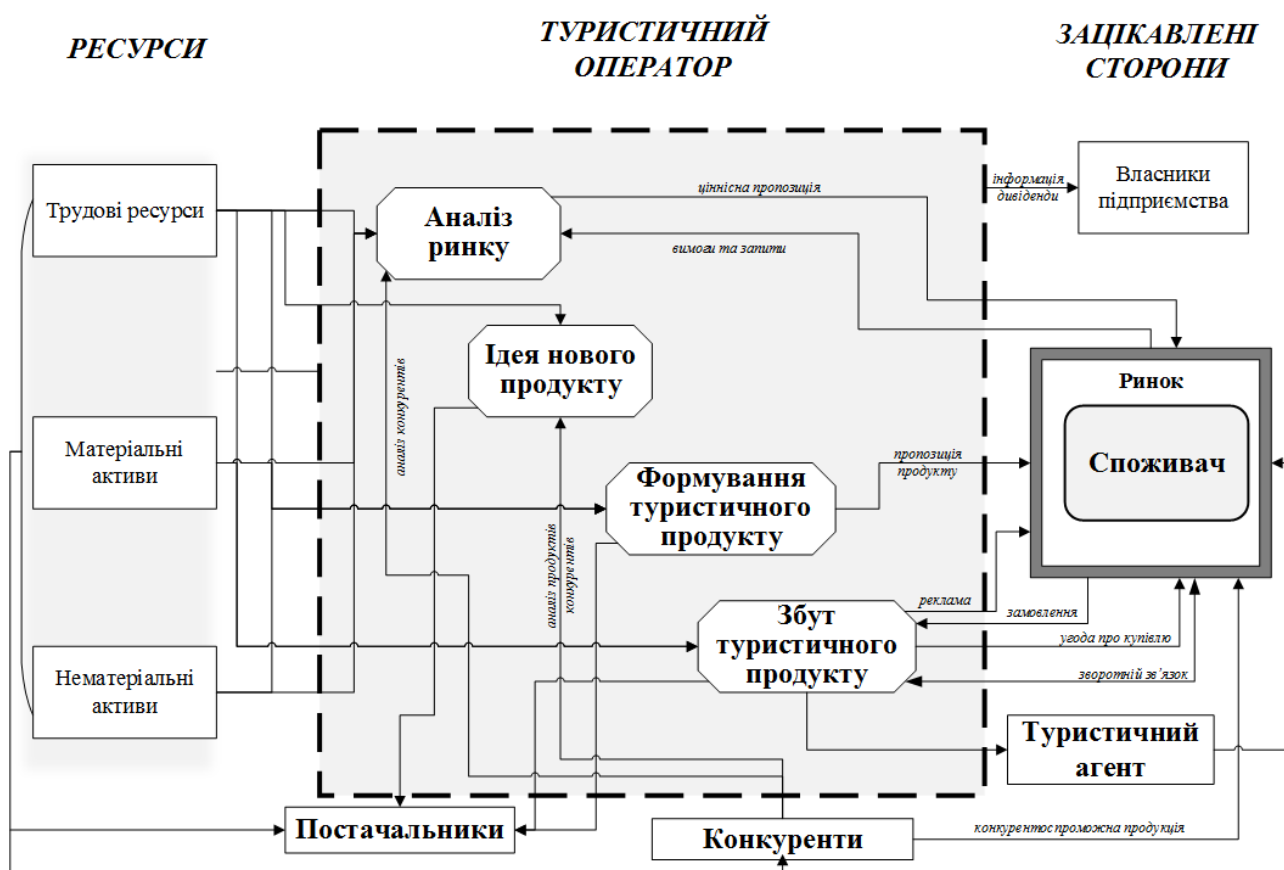 РЕСУРСИ
ТУРИСТИЧНИЙ
ОПЕРАТОР
ЗАЦІКАВЛЕНІ
СТОРОНИ
Трудові ресурси
Аналіз
ринку
ціннісна пропозиція
вимоги та запити
інформація
дивіденди
Власники
підприємства
Ідея нового
продукту
аналіз конкурентів
Ринок
Споживач
Матеріальні
активи
Формування
туристичного
продукту
пропозиція
продукту
аналіз продуктів
конкурентів
Нематеріальні
активи
Збут
туристичного
продукту
реклама
замовлення
угода про купівлю
зворотній зв'язок
Туристичний
агент
Постачальники
Конкуренти
конкурентоспроможна продукція